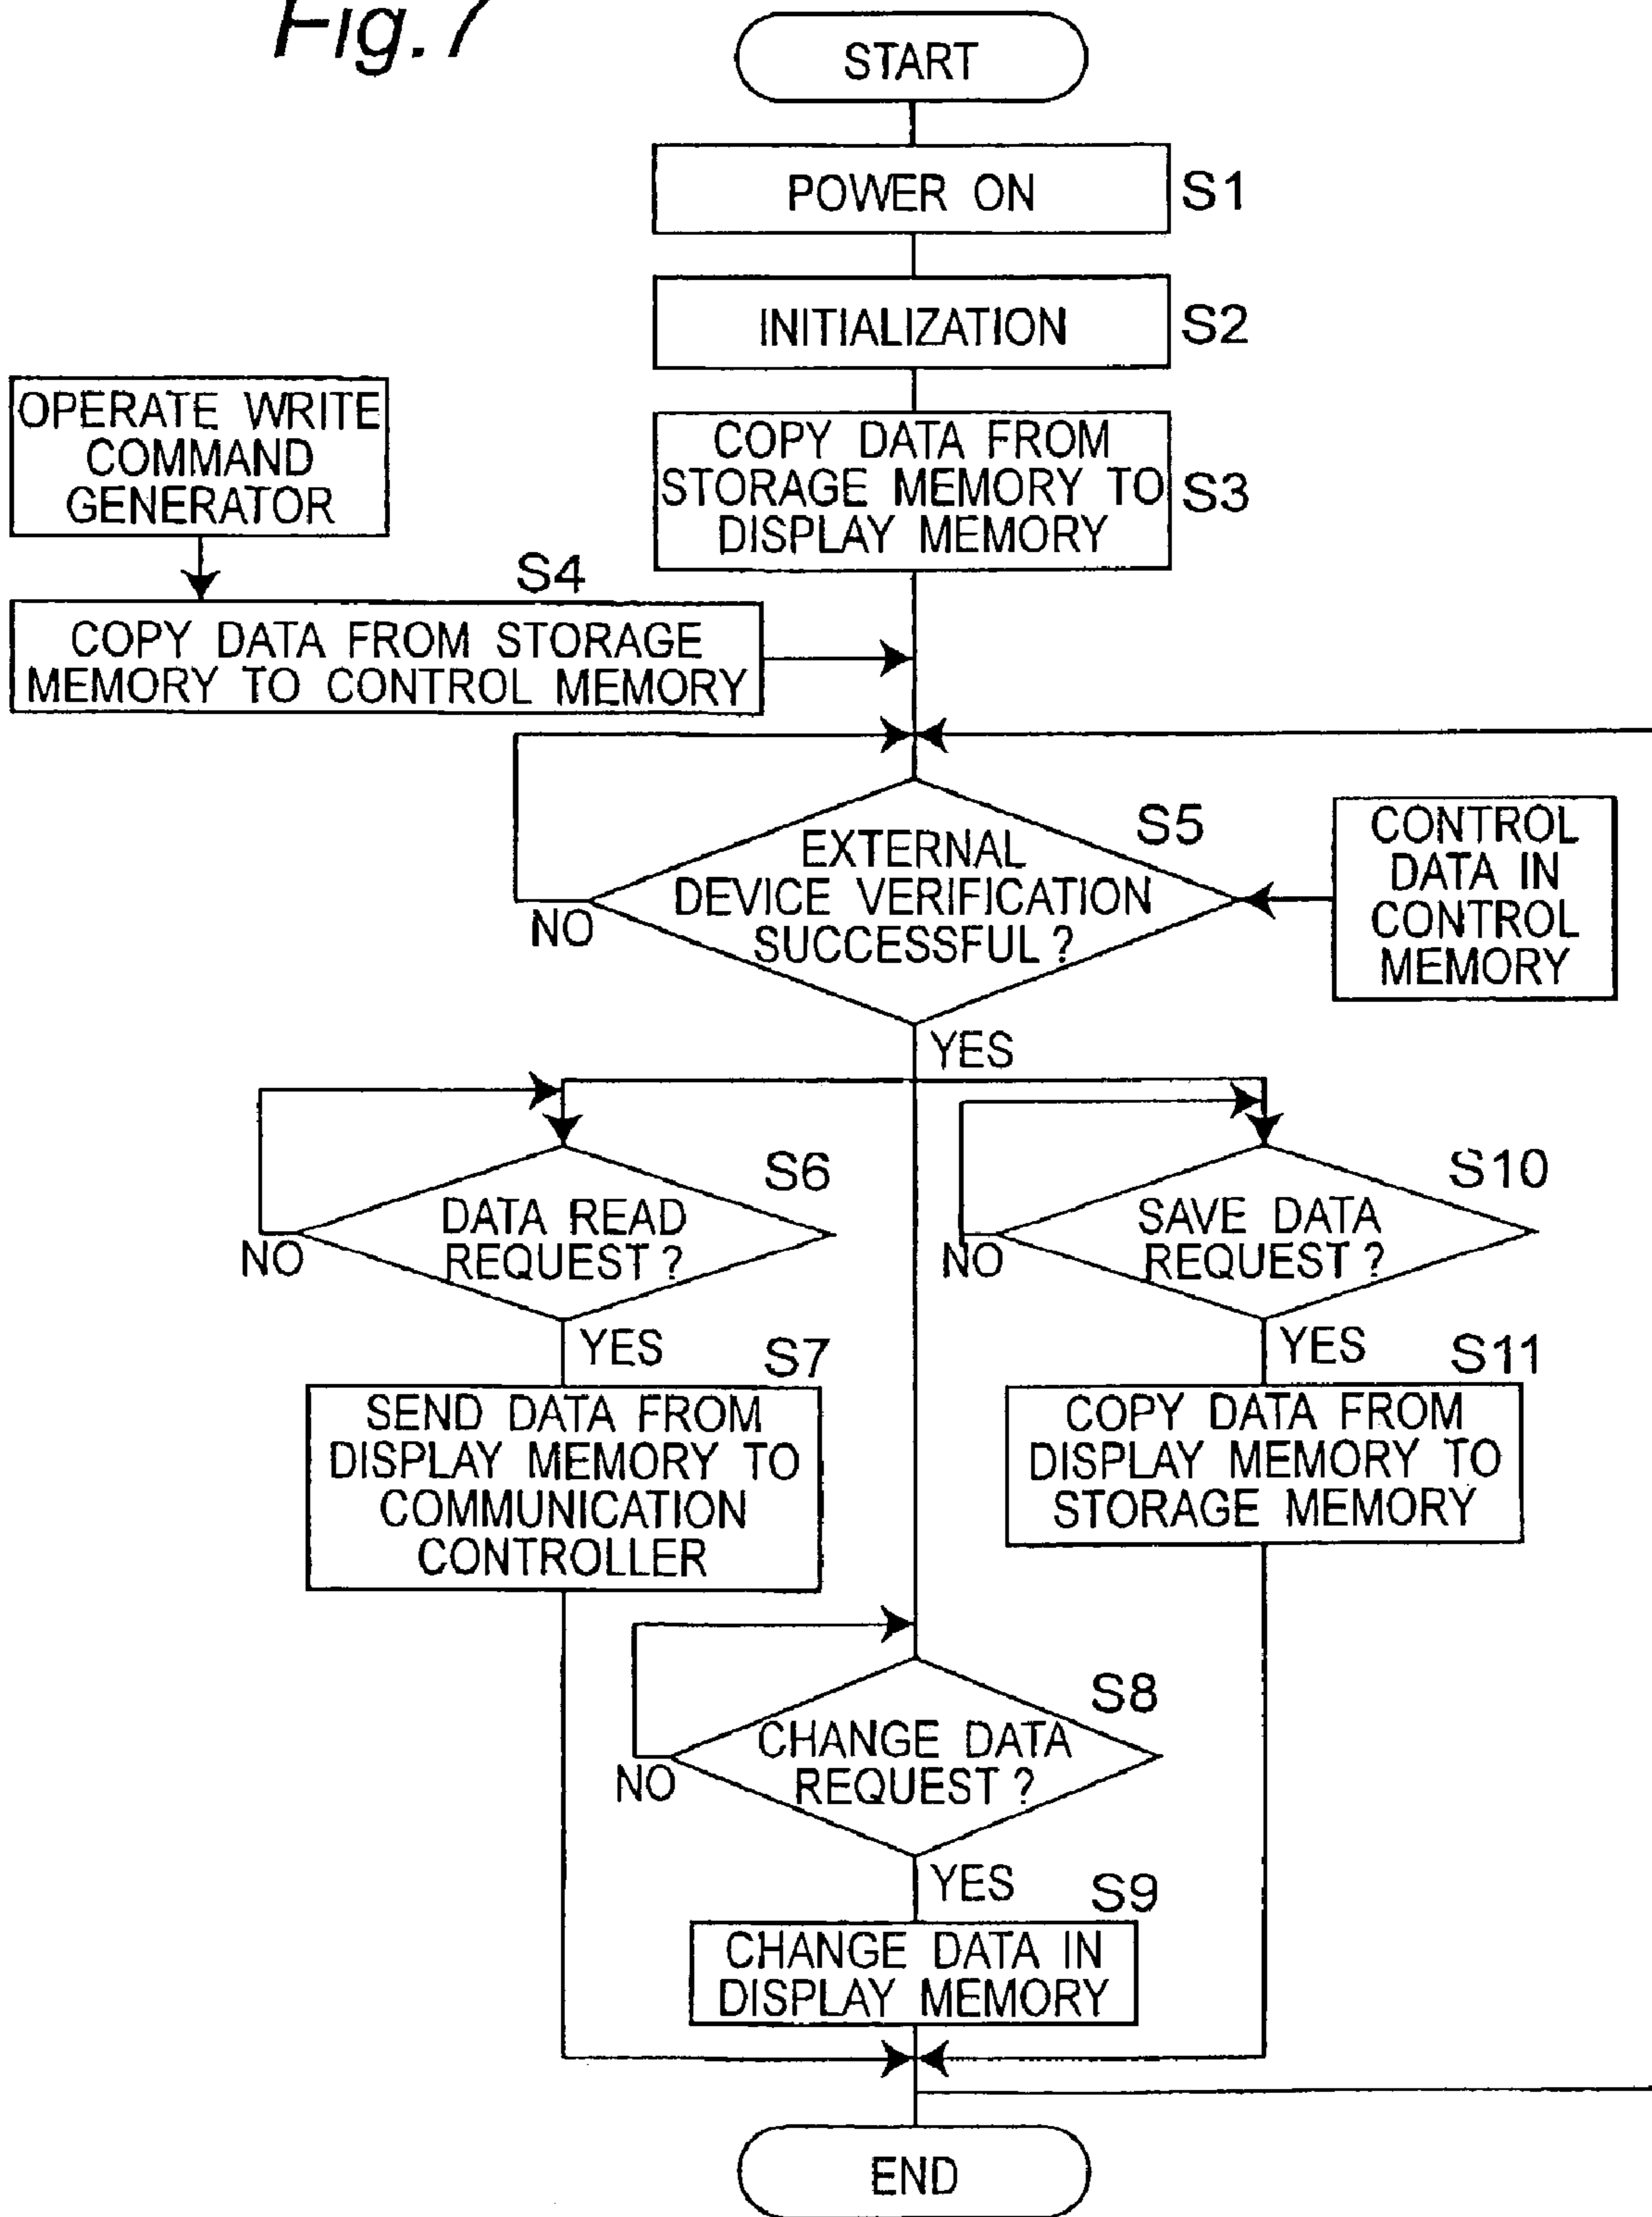 Fig. 7
START
POWER ON
S1
INITIALIZATION
S2
OPERATE WRITE
COMMAND
GENERATOR
COPY DATA FROM
STORAGE MEMORY TO
DISPLAY MEMORY
S3
S4
COPY DATA FROM STORAGE
MEMORY TO CONTROL MEMORY
S5
EXTERNAL
DEVICE VERIFICATION
SUCCESSFUL ?
NO
CONTROL
DATA IN
CONTROL
MEMORY
YES
S6
DATA READ
REQUEST ?
NO
YES
S10
SAVE DATA
REQUEST ?
NO
YES
S7
SEND DATA FROM
DISPLAY MEMORY TO
COMMUNICATION
CONTROLLER
S11
COPY DATA FROM
DISPLAY MEMORY TO
STORAGE MEMORY
S8
CHANGE DATA
REQUEST ?
NO
YES
S9
CHANGE DATA IN
DISPLAY MEMORY
END